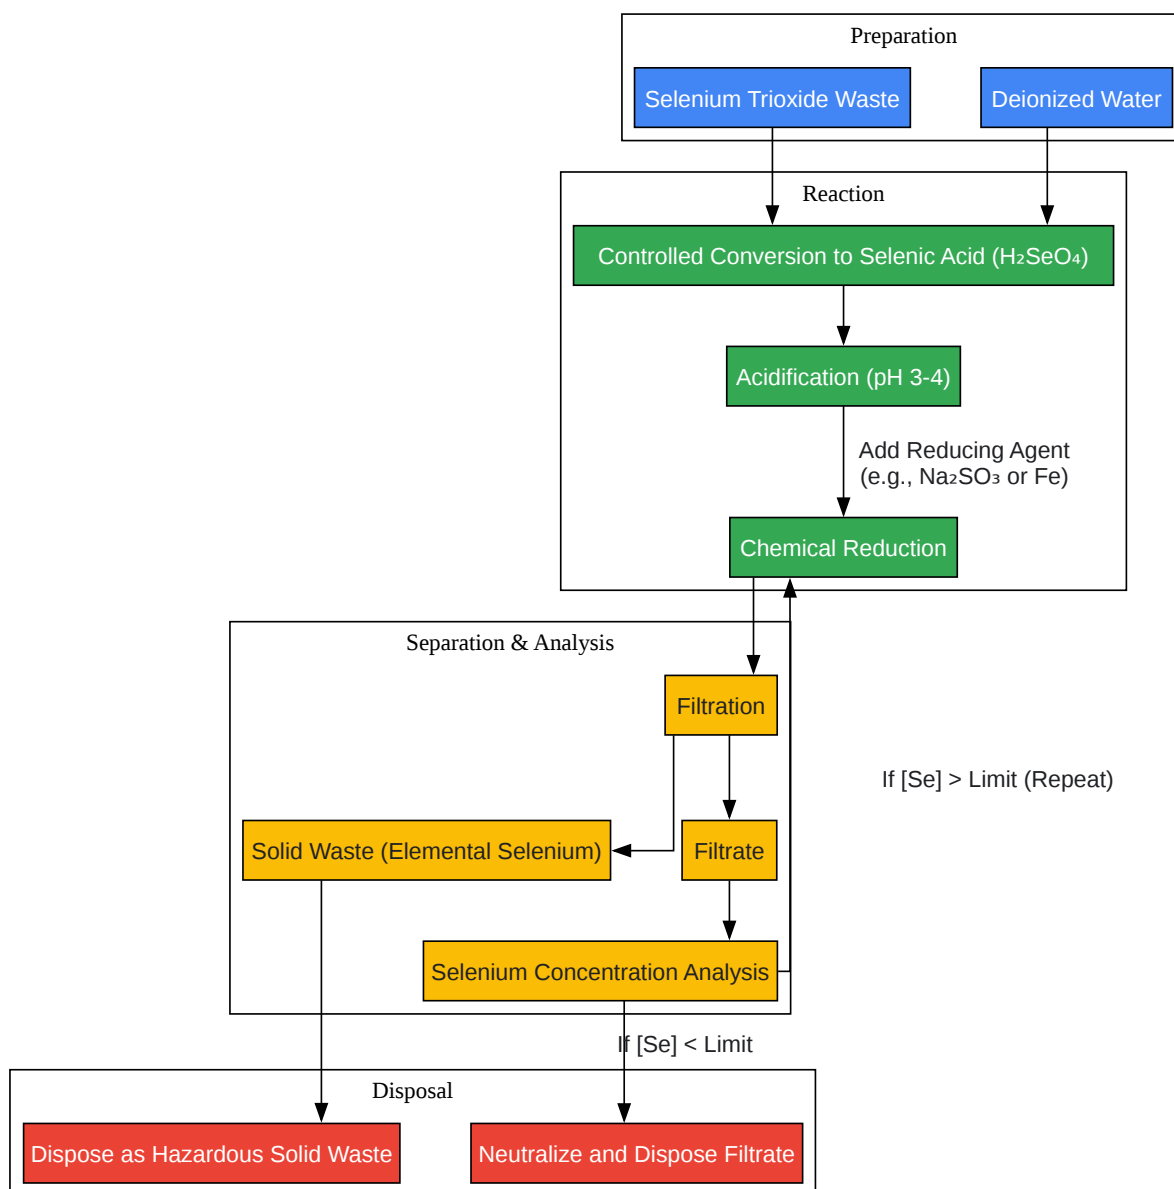 Preparation
Selenium Trioxide Waste
Deionized Water
Reaction
Controlled Conversion to Selenic Acid (H₂SeO₄)
Acidification (pH 3-4)
Add Reducing Agent
(e.g., Na₂SO₃ or Fe)
Chemical Reduction
Separation & Analysis
Filtration
If [Se] > Limit (Repeat)
Solid Waste (Elemental Selenium)
Filtrate
Selenium Concentration Analysis
If [Se] < Limit
Disposal
Dispose as Hazardous Solid Waste
Neutralize and Dispose Filtrate